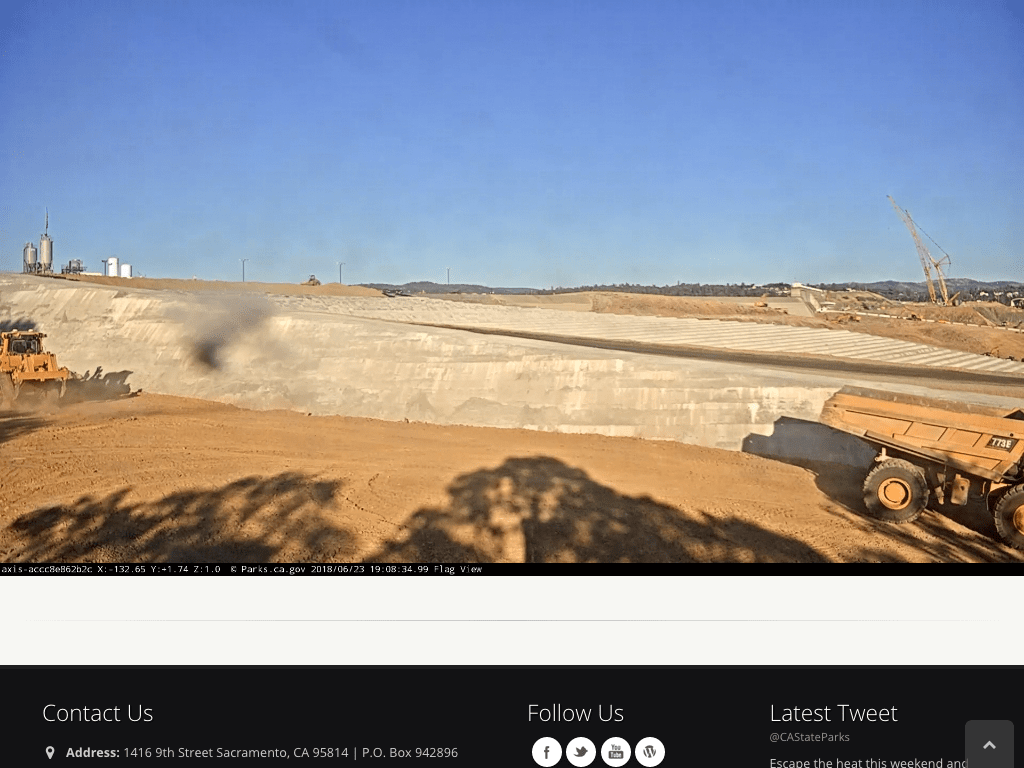 773E
axis-accc8e862b2c X:-132.65 Y:+1.74 Z:1.0 © Parks.ca.gov 2018/06/23 19:08:34.99 Flag View
Contact Us
Address: 1416 9th Street Sacramento, CA 95814 | P.O. Box 942896
Follow Us
You
Tube
Latest Tweet
@CAStateParks
Escape the heat this weekend and